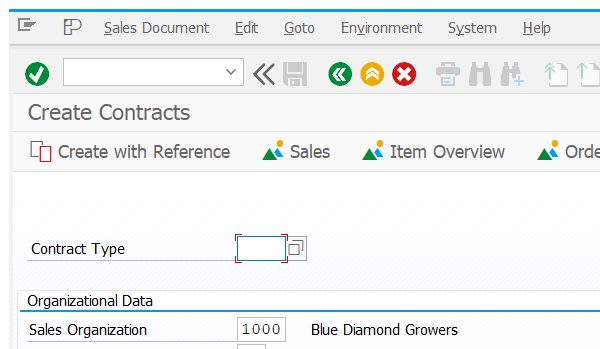 Sales Document Edit Goto Environment System Help
Create Contracts
Create with Reference Sales Item Overview Orde
Contract Type
Organizational Data
Sales Organization 1000 Blue Diamond Growers